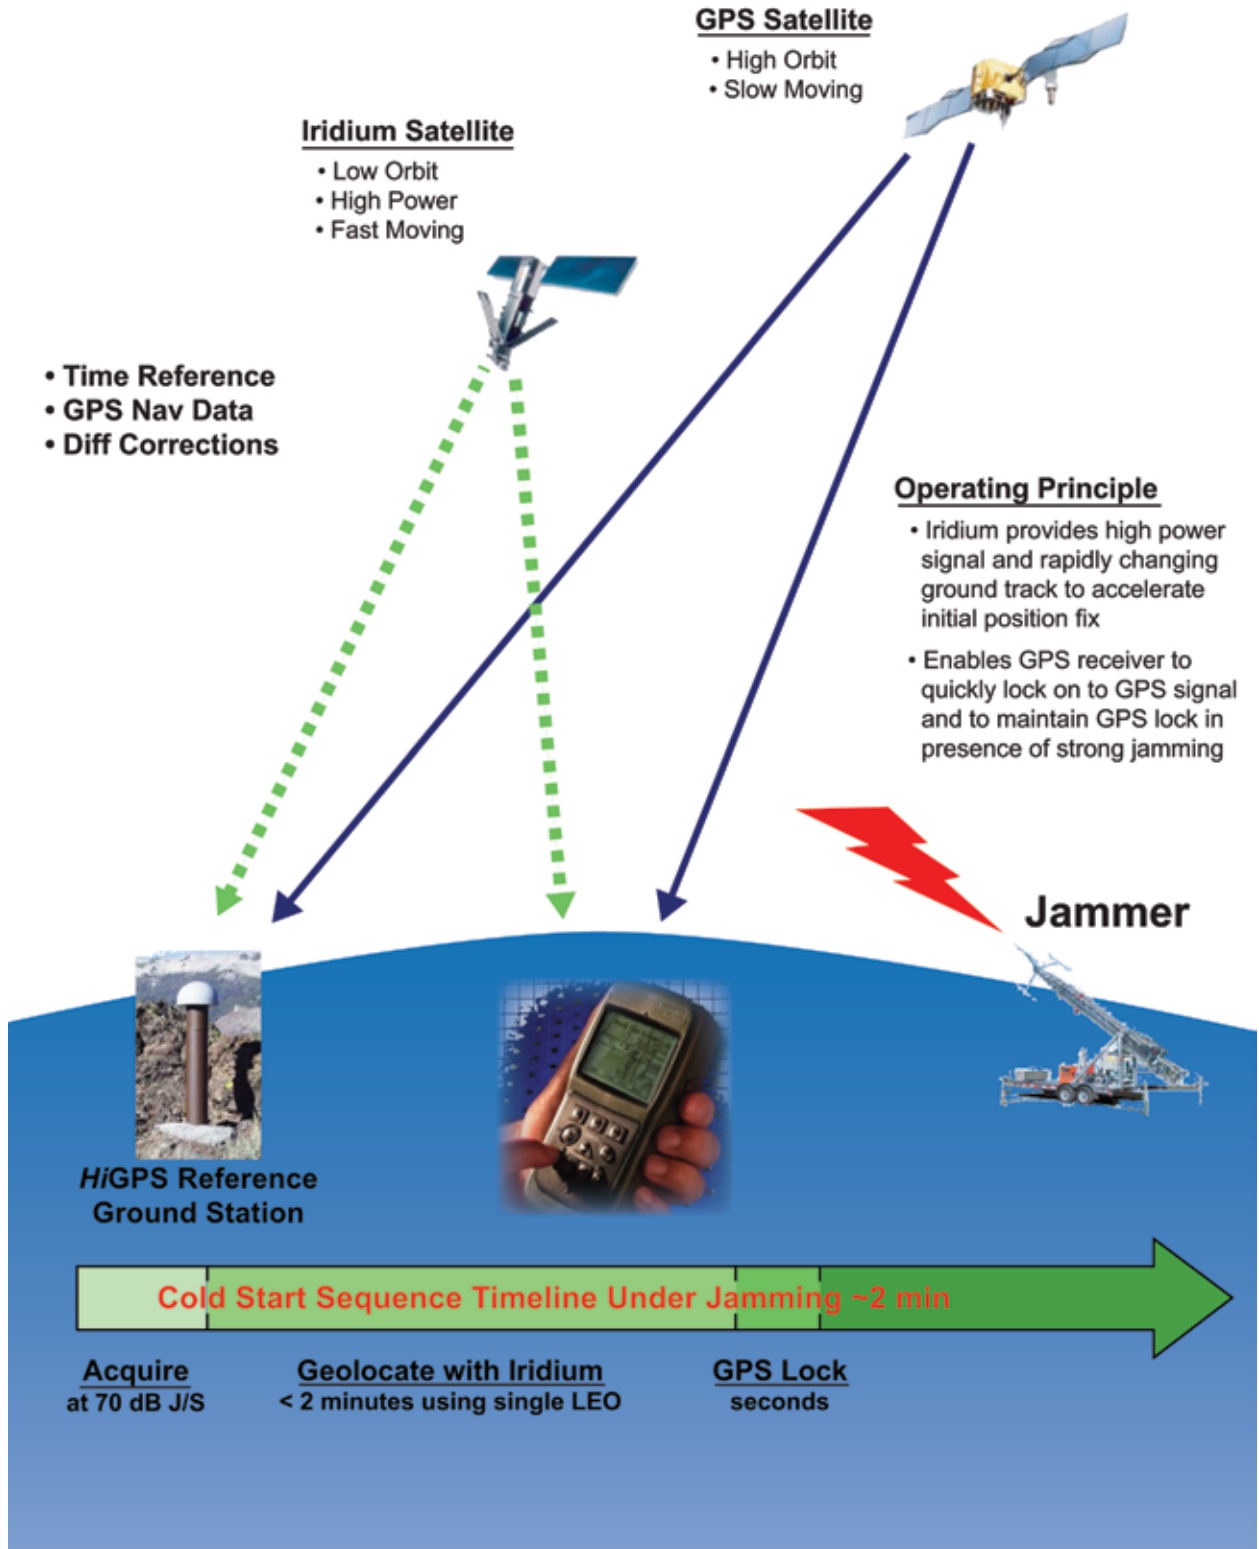 GPS Satellite
• High Orbit
• Slow Moving
Iridium Satellite
• Low Orbit
• High Power
• Fast Moving
• Time Reference
• GPS Nav Data
• Diff Corrections
Operating Principle
• Iridium provides high power
signal and rapidly changing
ground track to accelerate
initial position fix
• Enables GPS receiver to
quickly lock on to GPS signal
and to maintain GPS lock in
presence of strong jamming
Jammer
HiGPS Reference
Ground Station
Cold Start Sequence Timeline Under Jamming ~2 min
Acquire
at 70 dB J/S
Geolocate with Iridium
< 2 minutes using single LEO
GPS Lock
seconds